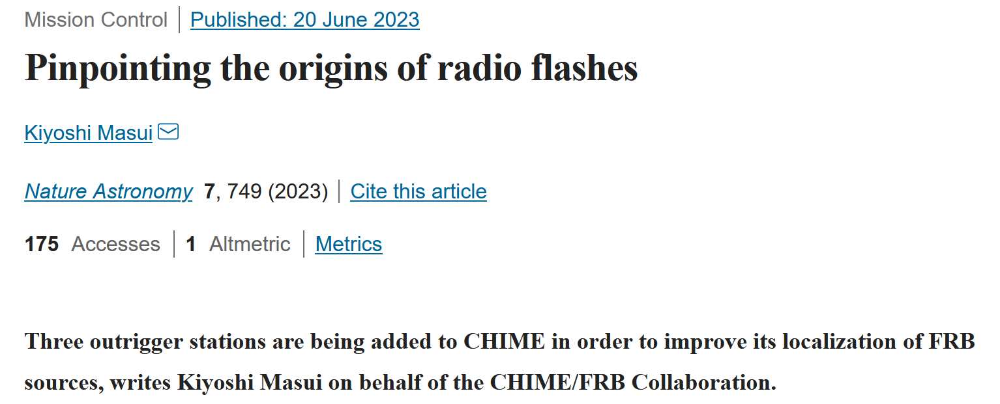 Mission Control | Published: 20 June 2023
Pinpointing the origins of radio flashes
Kiyoshi Masui
Nature Astronomy 7, 749 (2023) | Cite this article
175 Accesses | 1 Altmetric | Metrics
Three outrigger stations are being added to CHIME in order to improve its localization of FRB
sources, writes Kiyoshi Masui on behalf of the CHIME/FRB Collaboration.